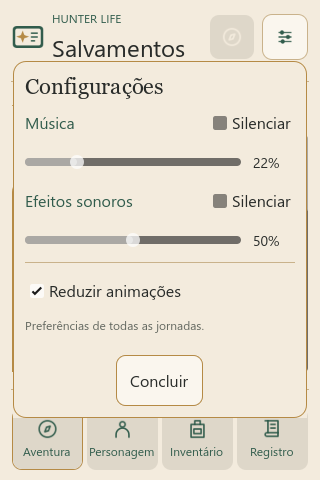 HUNTER LIFE
Salvamentos
Configurações
Música
Silenciar
22%
Efeitos sonoros
Silenciar
50%
Reduzir animações
Preferências de todas as jornadas.
Concluir
Aventura
Personagem
Inventário
Registro